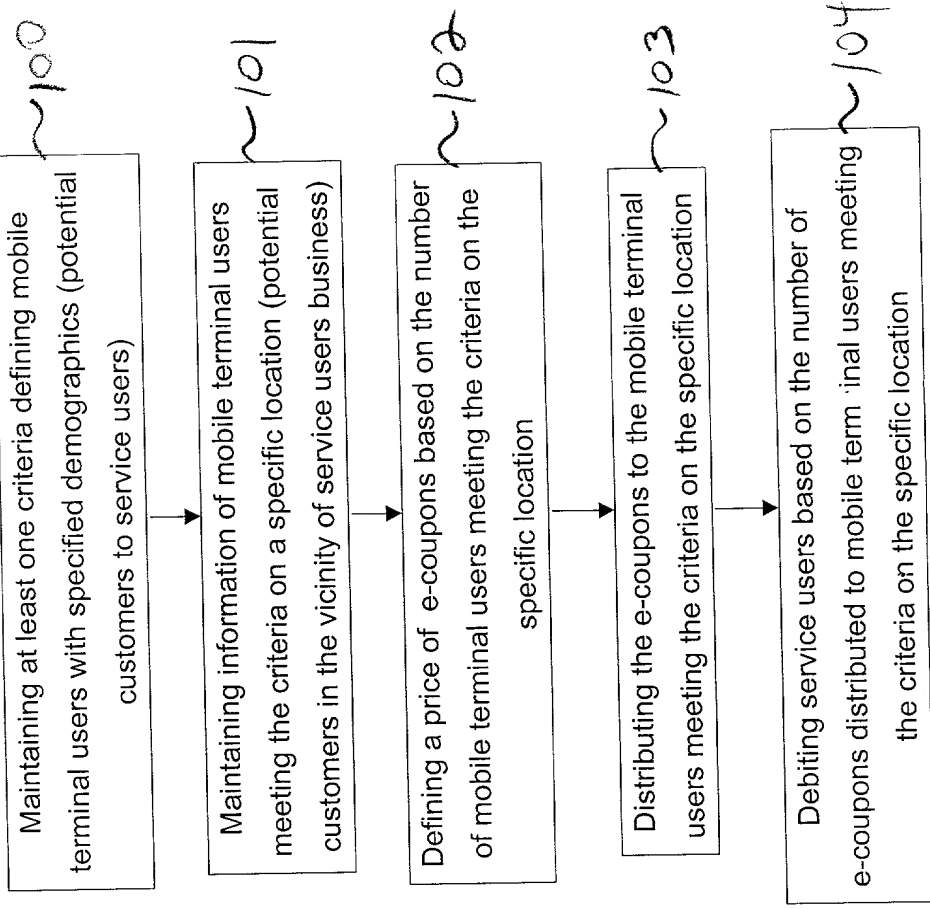 Maintaining at least one criteria defining mobile
terminal users with specified demographics (potential
customers to service users)
~100
Maintaining information of mobile terminal users
meeting the criteria on a specific location (potential
customers in the vicinity of service users business)
~101
Defining a price of e-coupons based on the number
of mobile terminal users meeting the criteria on the
specific location
~102
Distributing the e-coupons to the mobile terminal
users meeting the criteria on the specific location
~103
Debiting service users based on the number of
e-coupons distributed to mobile term inal users meeting
the criteria on the specific location
~104